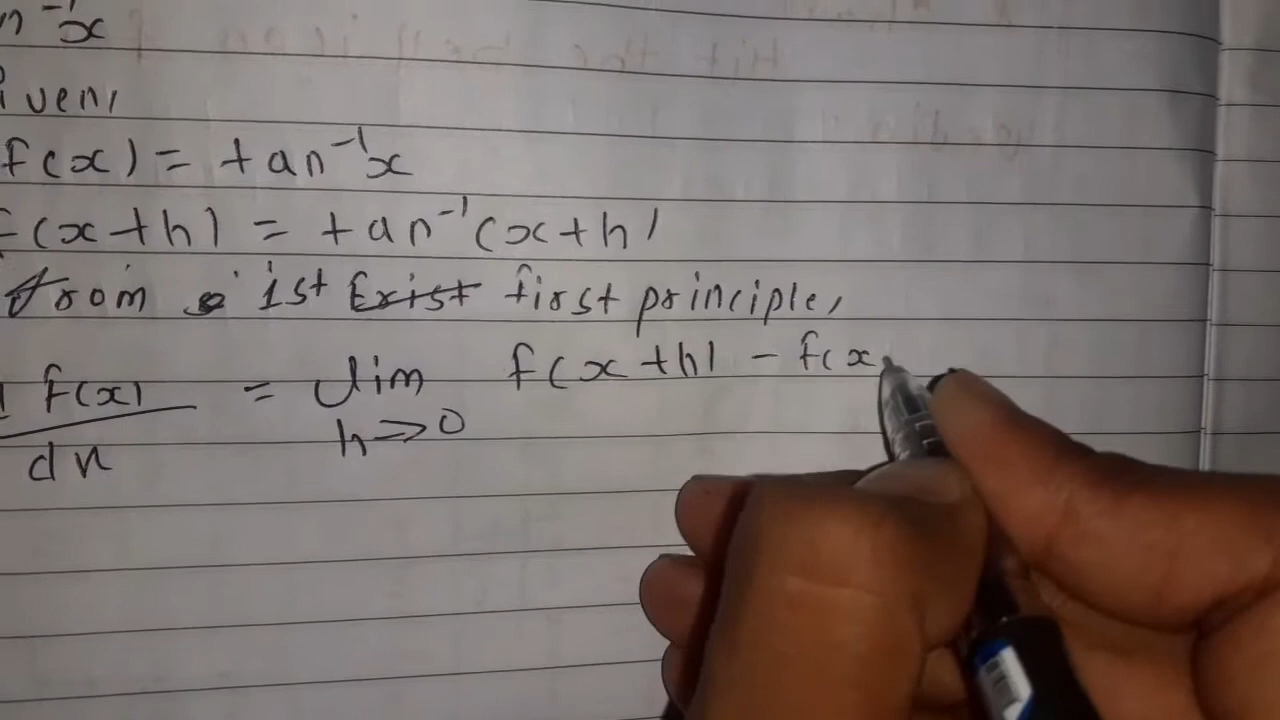 n⁻¹x
iven,
f(x) = tan⁻¹x
f(x+h) = tan⁻¹(x+h)
from 1st Exist first principle,
d f(x) / dx = lim h→0 f(x+h) - f(x